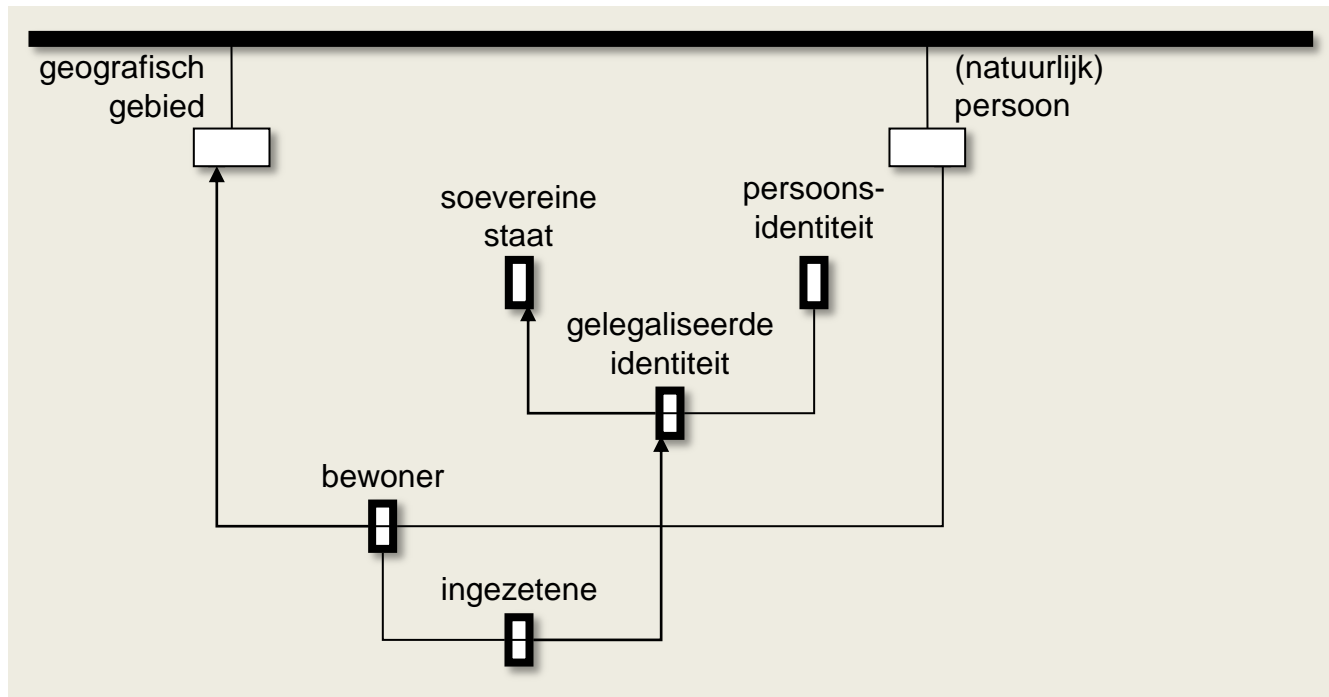 geografisch
gebied
(natuurlijk)
persoon
soevereine
staat
persoons-
identiteit
gelegaliseerde
identiteit
bewoner
ingezetene